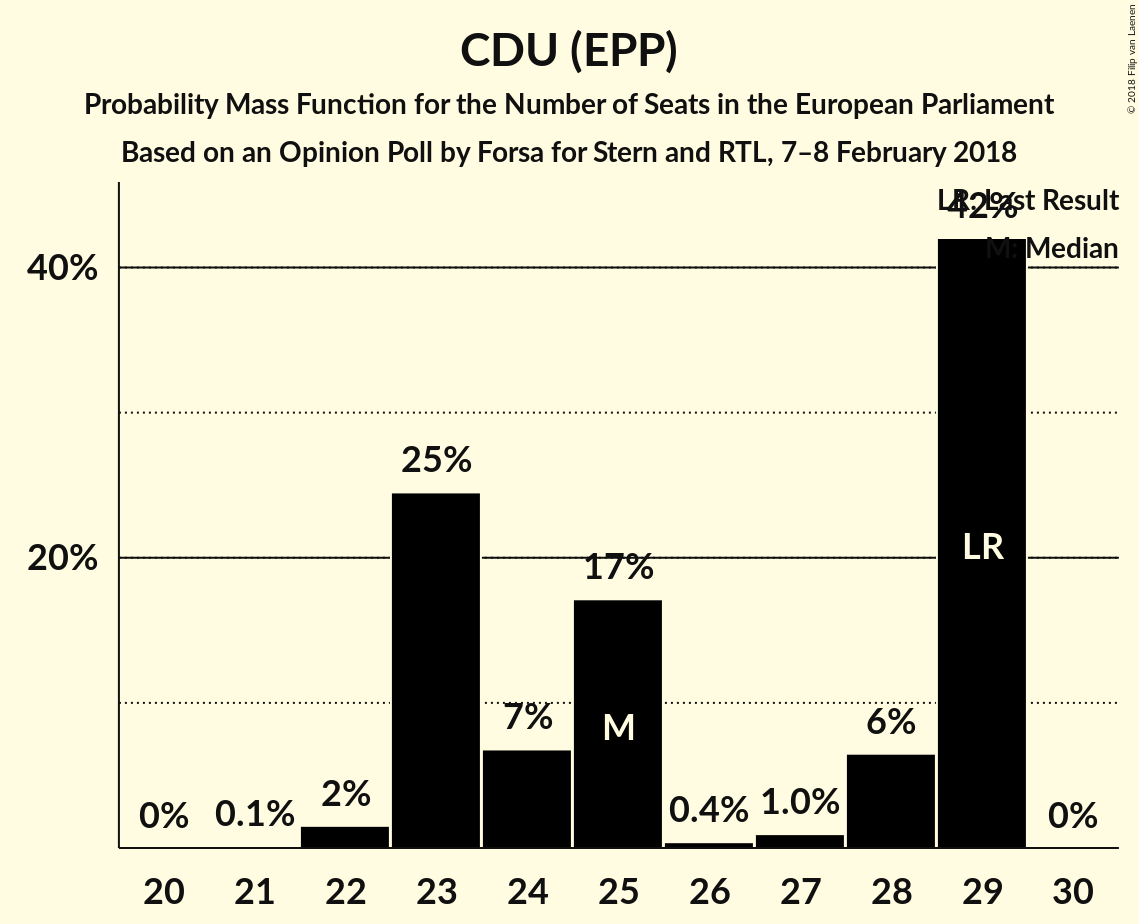 CDU (EPP)
Probability Mass Function for the Number of Seats in the European Parliament
Based on an Opinion Poll by Forsa for Stern and RTL, 7–8 February 2018
© 2018 Filip van Laenen
LR: Last Result
M: Median
42%
40%
25%
20%
17%
LR
7%
M
6%
0%
0.1%
2%
0.4%
1.0%
0%
20 21 22 23 24 25 26 27 28 29 30